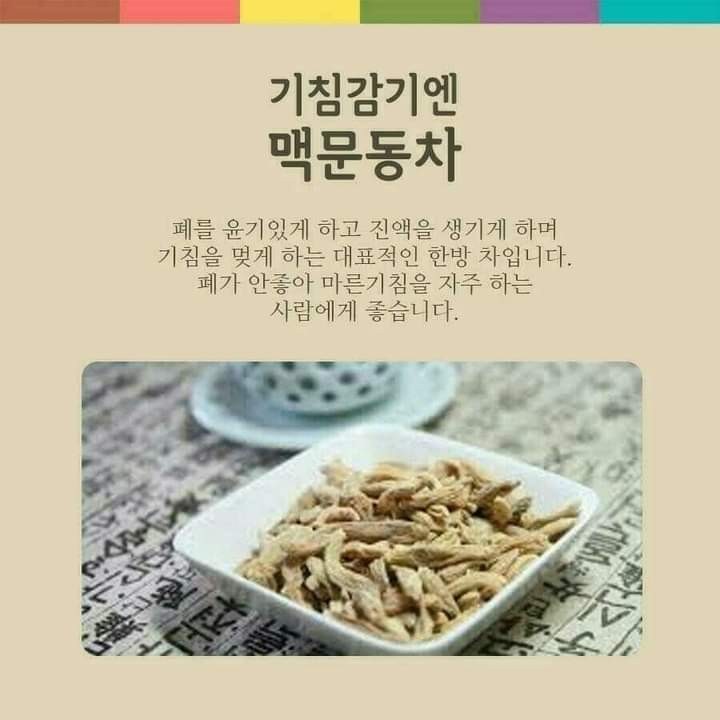 기침감기엔
맥문동차
폐를 윤기있게 하고 진액을 생기게 하며
기침을 멎게 하는 대표적인 한방 차입니다.
폐가 안좋아 마른기침을 자주 하는
사람에게 좋습니다.